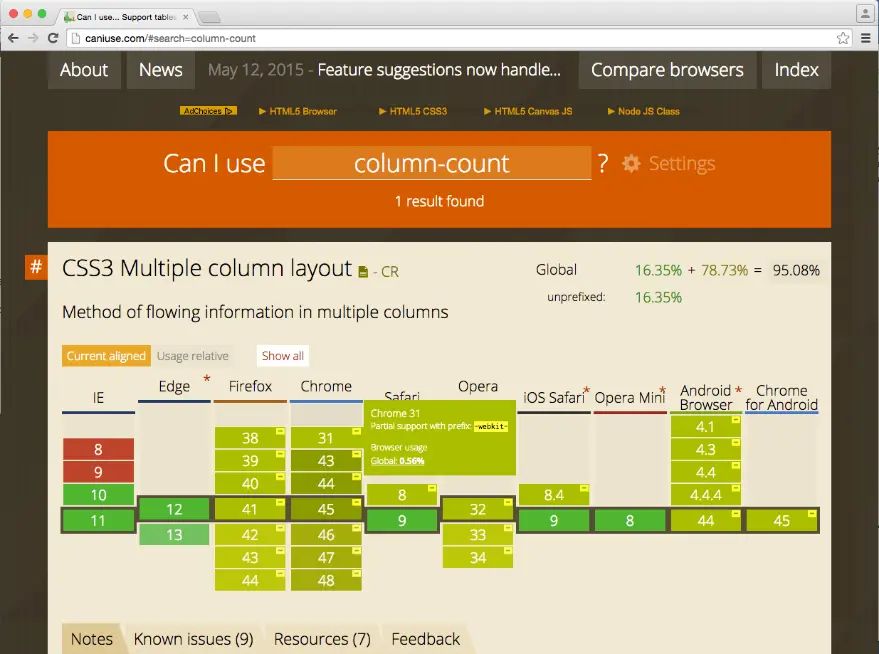 Can I use... Support tables
caniuse.com/#search=column-count
About
News
May 12, 2015 - Feature suggestions now handle...
Compare browsers
Index
AdChoices
► HTML5 Browser
► HTML5 CSS3
► HTML5 Canvas JS
► Node JS Class
Can I use column-count ? Settings
1 result found
#
CSS3 Multiple column layout - CR
Global 16.35% + 78.73% = 95.08%
unprefixed: 16.35%
Method of flowing information in multiple columns
Current aligned Usage relative Show all
IE
Edge *
Firefox
Chrome
Safari
Opera
iOS Safari *
Opera Mini *
Android Browser *
Chrome for Android
Chrome 31
Partial support with prefix: -webkit-
Browser usage
Global: 0.56%
4.1
38 31 4.3
8 39 43
9 40 44 4.4
10 8 8.4 4.4.4
11 12 41 45 9 32 9 8 44 45
13 42 46 33
43 47 34
44 48
Notes Known issues (9) Resources (7) Feedback